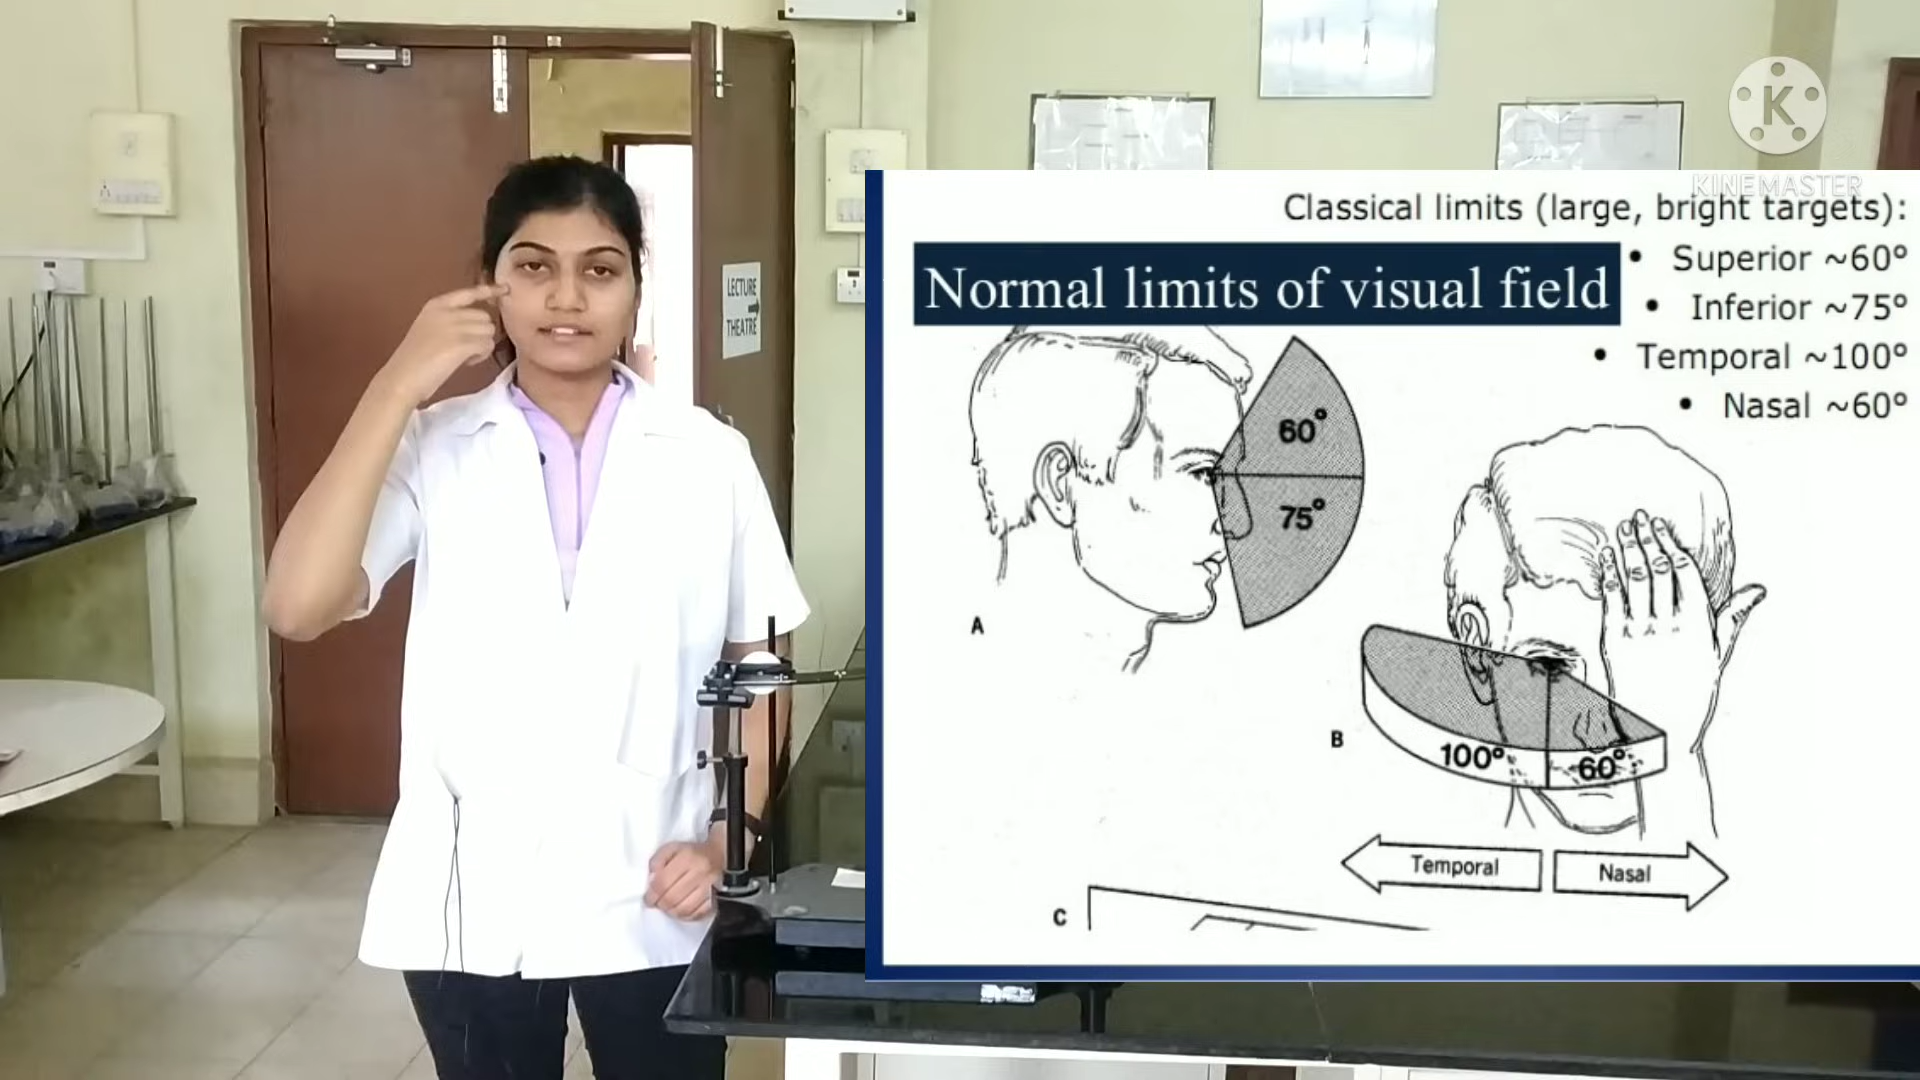 K
KINEMASTER
LECTURE
THEATRE
Classical limits (large, bright targets):
Normal limits of visual field
• Superior ~60°
• Inferior ~75°
• Temporal ~100°
• Nasal ~60°
60°
75°
A
B
100°
60°
Temporal
Nasal
C